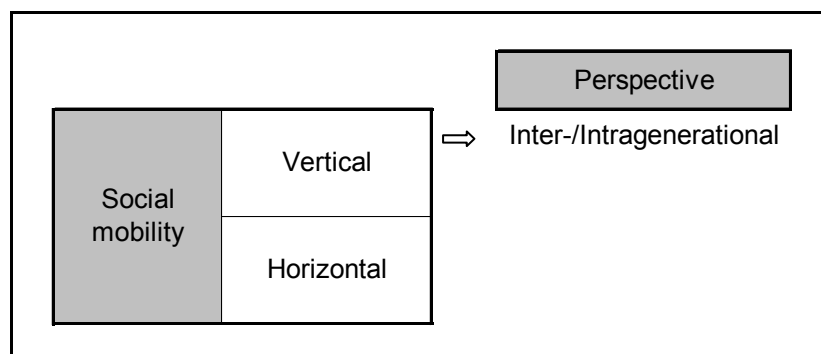 Perspective
Inter-/Intragenerational
Social
mobility
Vertical
⇨
Horizontal